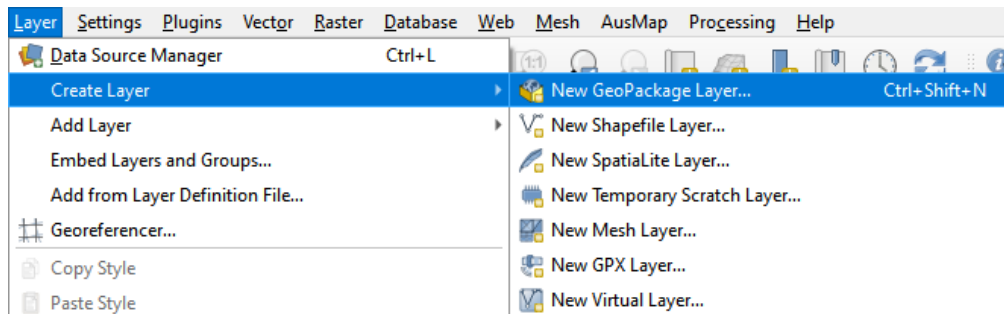 Layer Settings Plugins Vector Raster Database Web Mesh AusMap Processing Help
Data Source Manager Ctrl+L
1:1
Create Layer
New GeoPackage Layer... Ctrl+Shift+N
Add Layer
New Shapefile Layer...
Embed Layers and Groups...
New SpatiaLite Layer...
Add from Layer Definition File...
New Temporary Scratch Layer...
Georeferencer...
New Mesh Layer...
Copy Style
New GPX Layer...
Paste Style
New Virtual Layer...